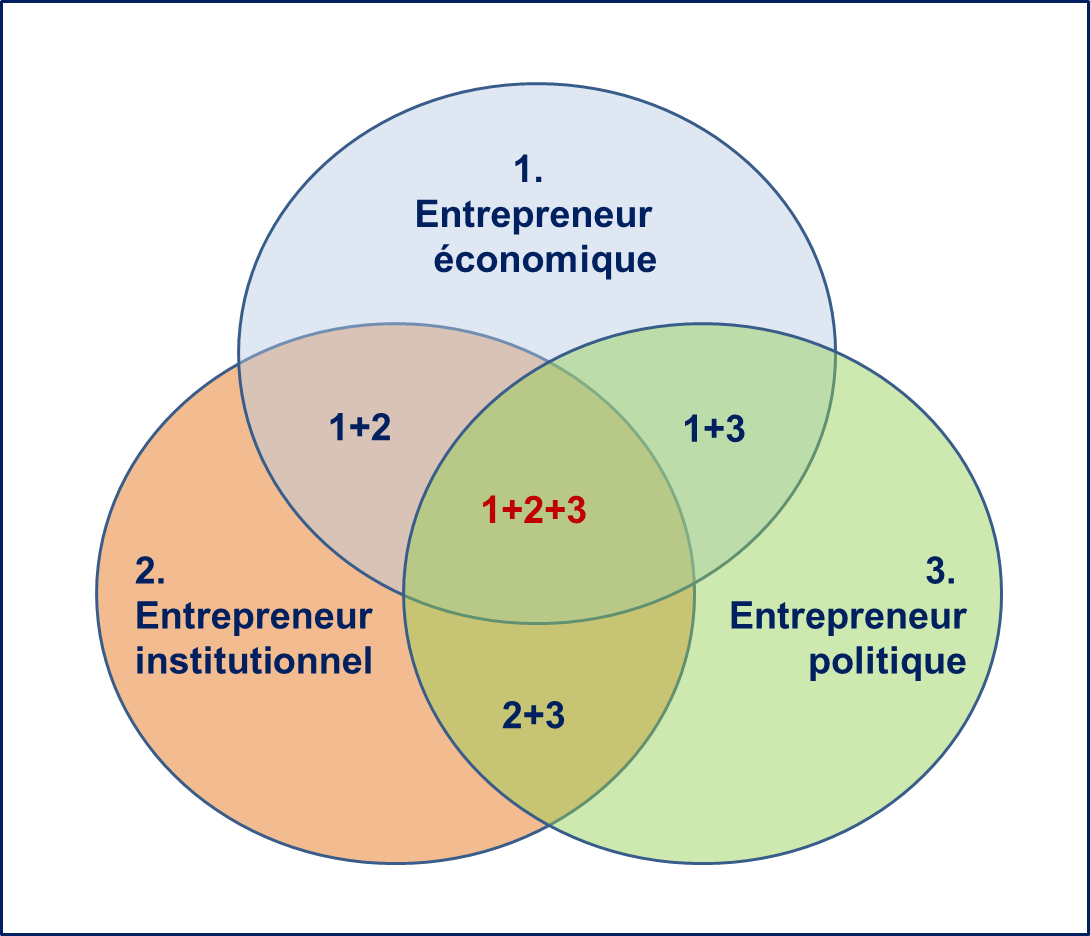 1.
Entrepreneur
économique
1+2
1+3
1+2+3
2.
Entrepreneur
institutionnel
3.
Entrepreneur
politique
2+3